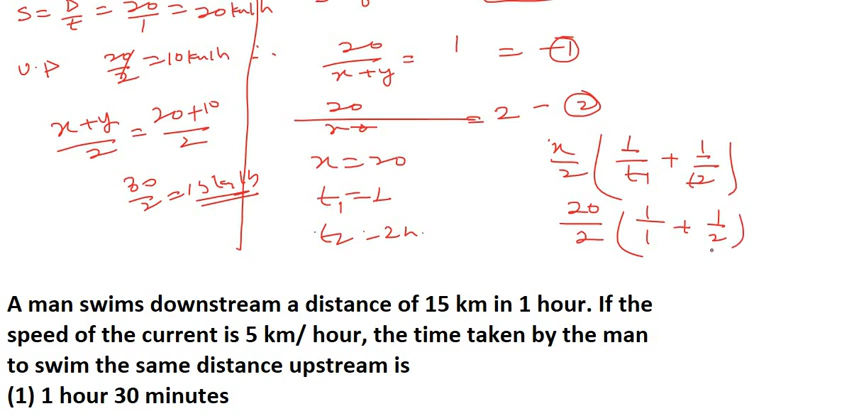 S = D/t = 20/1 = 20 km/h
U.P 20/2 = 10 km/h
x+y/2 = 20+10/2
30/2 = 15 km/h
20/x+y = 1 = -①
20/x = 2 - ②
x = 20
t1 = 1
t2 = 2h.
x/2 ( 1/t1 + 1/t2 )
20/2 ( 1/1 + 1/2 )
A man swims downstream a distance of 15 km in 1 hour. If the
speed of the current is 5 km/ hour, the time taken by the man
to swim the same distance upstream is
(1) 1 hour 30 minutes